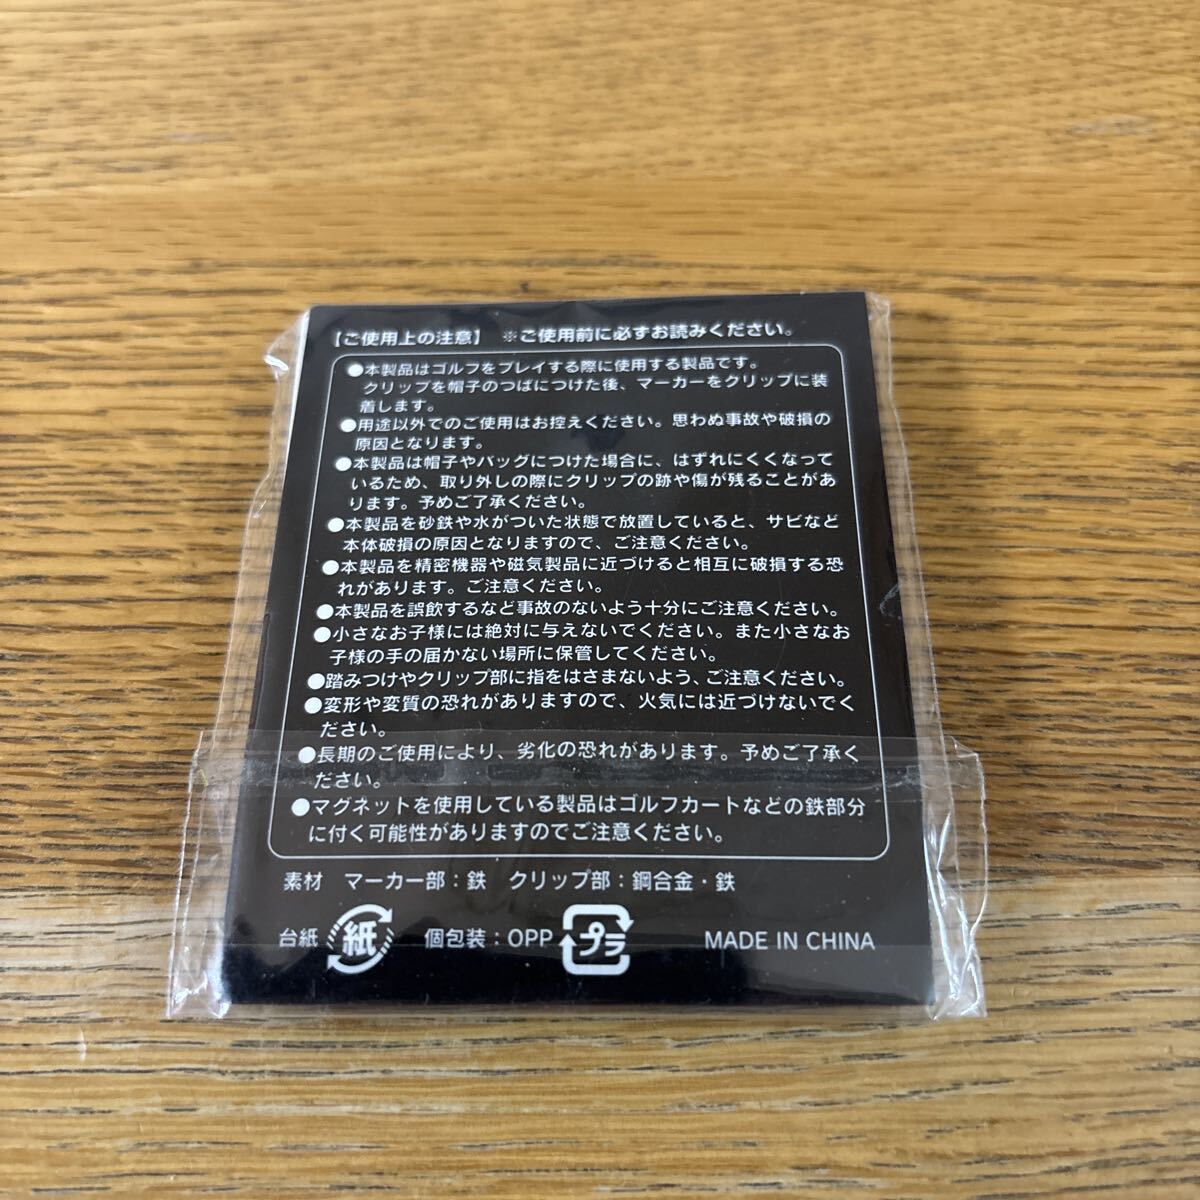 【ご使用上の注意】 ※ご使用前に必ずお読みください。
●本製品はゴルフをプレイする際に使用する製品です。
クリップを帽子のつばにつけた後、マーカーをクリップに装
着します。
●用途以外でのご使用はお控えください。思わぬ事故や破損の
原因となります。
●本製品は帽子やバッグにつけた場合に、はずれにくくなって
いるため、取り外しの際にクリップの跡や傷が残ることがあ
ります。予めご了承ください。
●本製品を砂鉄や水がついた状態で放置していると、サビなど
本体破損の原因となりますので、ご注意ください。
●本製品を精密機器や磁気製品に近づけると相互に破損する恐
れがあります。ご注意ください。
●本製品を誤飲するなど事故のないよう十分にご注意ください。
●小さなお子様には絶対に与えないでください。また小さなお
子様の手の届かない場所に保管してください。
●踏みつけやクリップ部に指をはさまないよう、ご注意ください。
●変形や変質の恐れがありますので、火気には近づけないでく
ださい。
●長期のご使用により、劣化の恐れがあります。予めご了承く
ださい。
●マグネットを使用している製品はゴルフカートなどの鉄部分
に付く可能性がありますのでご注意ください。
素材 マーカー部：鉄 クリップ部：鋼合金・鉄
台紙 紙 個包装：OPP プラ MADE IN CHINA